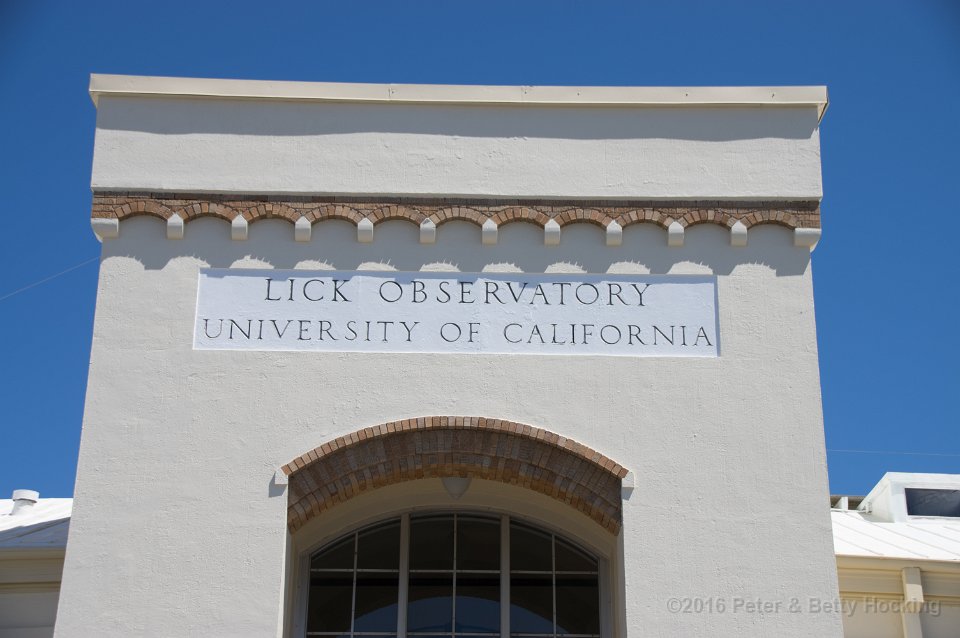 LICK OBSERVATORY
UNIVERSITY OF CALIFORNIA
©2016 Peter & Betty Hocking